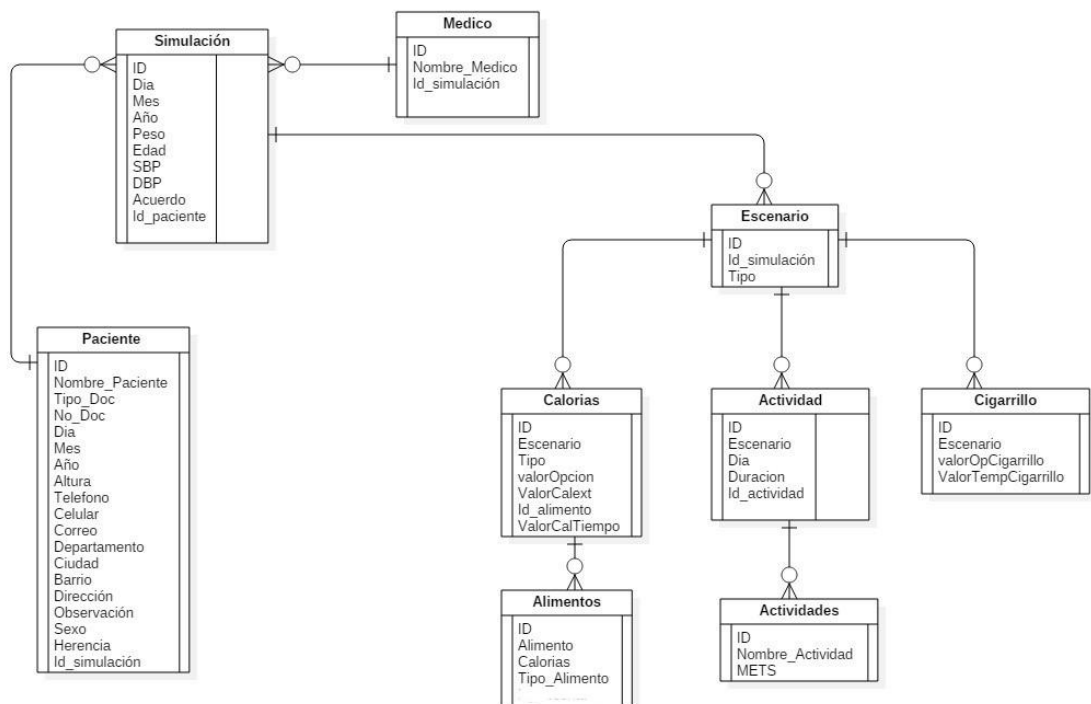 Medico
ID
Nombre_Medico
Id_simulación
Simulación
ID
Dia
Mes
Año
Peso
Edad
SBP
DBP
Acuerdo
Id_paciente
Escenario
ID
Id_simulación
Tipo
Paciente
ID
Nombre_Paciente
Tipo_Doc
No_Doc
Dia
Mes
Año
Altura
Telefono
Celular
Correo
Departamento
Ciudad
Barrio
Dirección
Observación
Sexo
Herencia
Id_simulación
Calorias
ID
Escenario
Tipo
valorOpcion
ValorCalext
Id_alimento
ValorCalTiempo
Actividad
ID
Escenario
Dia
Duracion
Id_actividad
Cigarrillo
ID
Escenario
valorOpCigarrillo
ValorTempCigarrillo
Alimentos
ID
Alimento
Calorias
Tipo_Alimento
Actividades
ID
Nombre_Actividad
METS